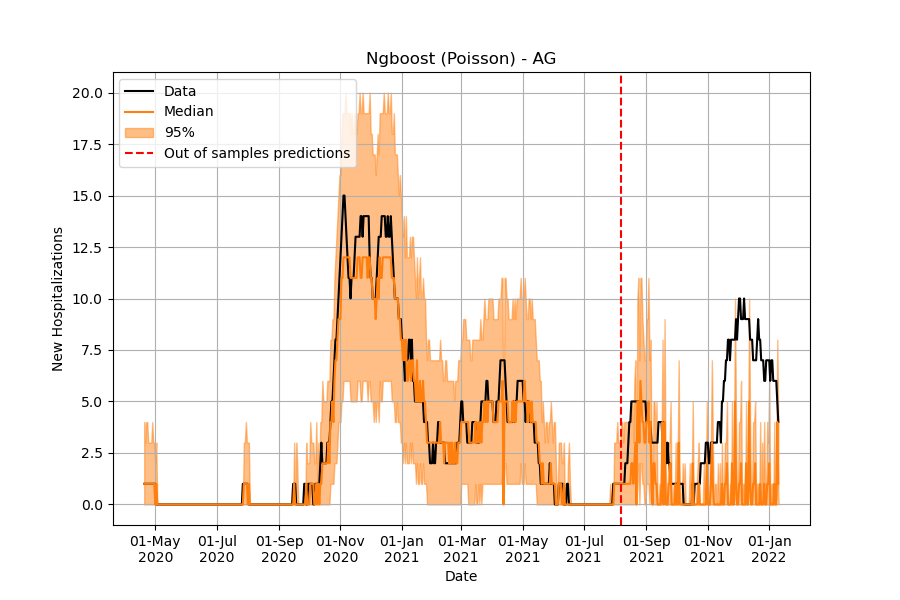 Ngboost (Poisson) - AG
Data
Median
95%
Out of samples predictions
New Hospitalizations
20.0
17.5
15.0
12.5
10.0
7.5
5.0
2.5
0.0
01-May 01-Jul 01-Sep 01-Nov 01-Jan 01-Mar 01-May 01-Jul 01-Sep 01-Nov 01-Jan
2020 2020 2020 2020 2021 2021 2021 2021 2021 2021 2022
Date